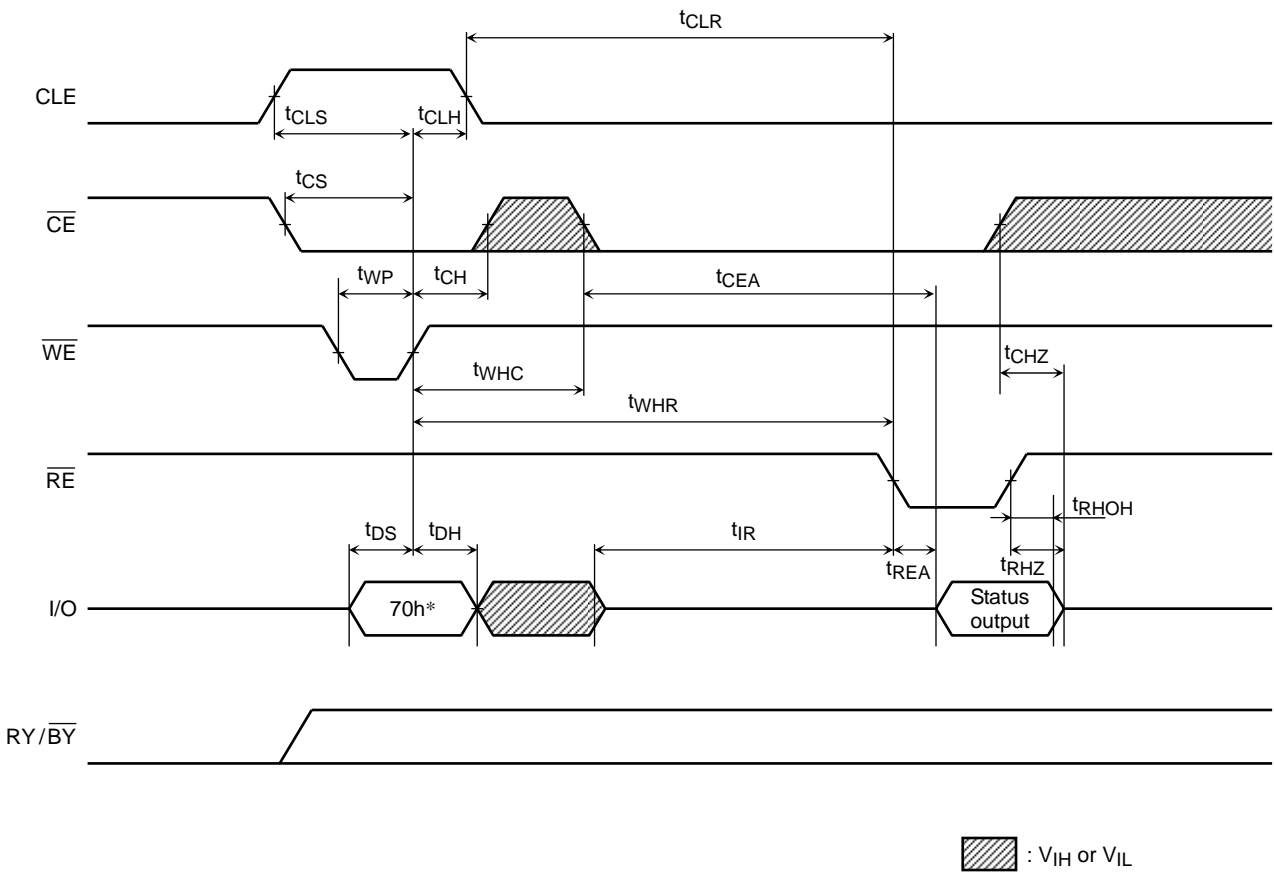 tCLR
CLE
tCLS
tCLH
tCS
CE
tWP
tCH
tCEA
WE
tCHZ
tWHC
tWHR
RE
tRHOH
tDS
tDH
tIR
tREA
tRHZ
I/O
70h*
Status
output
RY/BY
: VIH or VIL